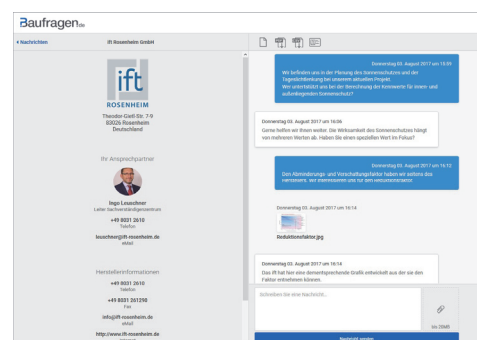 Baufragen.de
Nachrichten
ift Rosenheim GmbH
ift
ROSENHEIM
Theodor-Gietl-Str. 7-9
83026 Rosenheim
Deutschland
Ihr Ansprechpartner
Ingo Leuschner
Leiter Sachverständigenzentrum
+49 8031 2610
Telefon
leuschner@ift-rosenheim.de
eMail
Herstellerinformationen
+49 8031 2610
Telefon
+49 8031 261290
Fax
info@ift-rosenheim.de
eMail
http://www.ift-rosenheim.de
Donnerstag 03. August 2017 um 15:59
Wir befinden uns in der Planung des Sonnenschutzes und der
Tageslichtlenkung bei unserem aktuellen Projekt.
Wer unterstützt uns bei der Berechnung der Kennwerte für innen- und
außenliegenden Sonnenschutz?
Donnerstag 03. August 2017 um 16:06
Gerne helfen wir Ihnen weiter. Die Wirksamkeit des Sonnenschutzes hängt
von mehreren Werten ab. Haben Sie einen speziellen Wert im Fokus?
Donnerstag 03. August 2017 um 16:12
Den Abminderungs- und Verschattungsfaktor haben wir seitens des
Herstellers. Wir interessieren uns für den Reduktionsfaktor.
Donnerstag 03. August 2017 um 16:14
Reduktionsfaktor.jpg
Donnerstag 03. August 2017 um 16:14
Das ift hat hier eine dementsprechende Grafik entwickelt aus der sie den
Faktor entnehmen können.
Schreiben Sie eine Nachricht...
bis 25MB
Nachricht senden